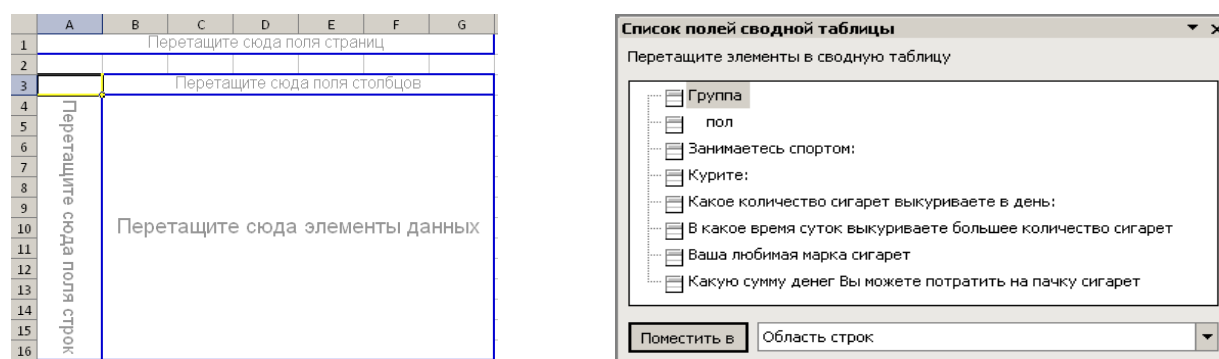 A B C D E F G
1 Перетащите сюда поля страниц
2
3 Перетащите сюда поля столбцов
4
5
6
7
8
9
10 Перетащите сюда элементы данных
11
12
13
14
15
16
Перетащите сюда поля строк
Список полей сводной таблицы
Перетащите элементы в сводную таблицу
Группа
пол
Занимаетесь спортом:
Курите:
Какое количество сигарет выкуриваете в день:
В какое время суток выкуриваете большее количество сигарет
Ваша любимая марка сигарет
Какую сумму денег Вы можете потратить на пачку сигарет
Поместить в Область строк